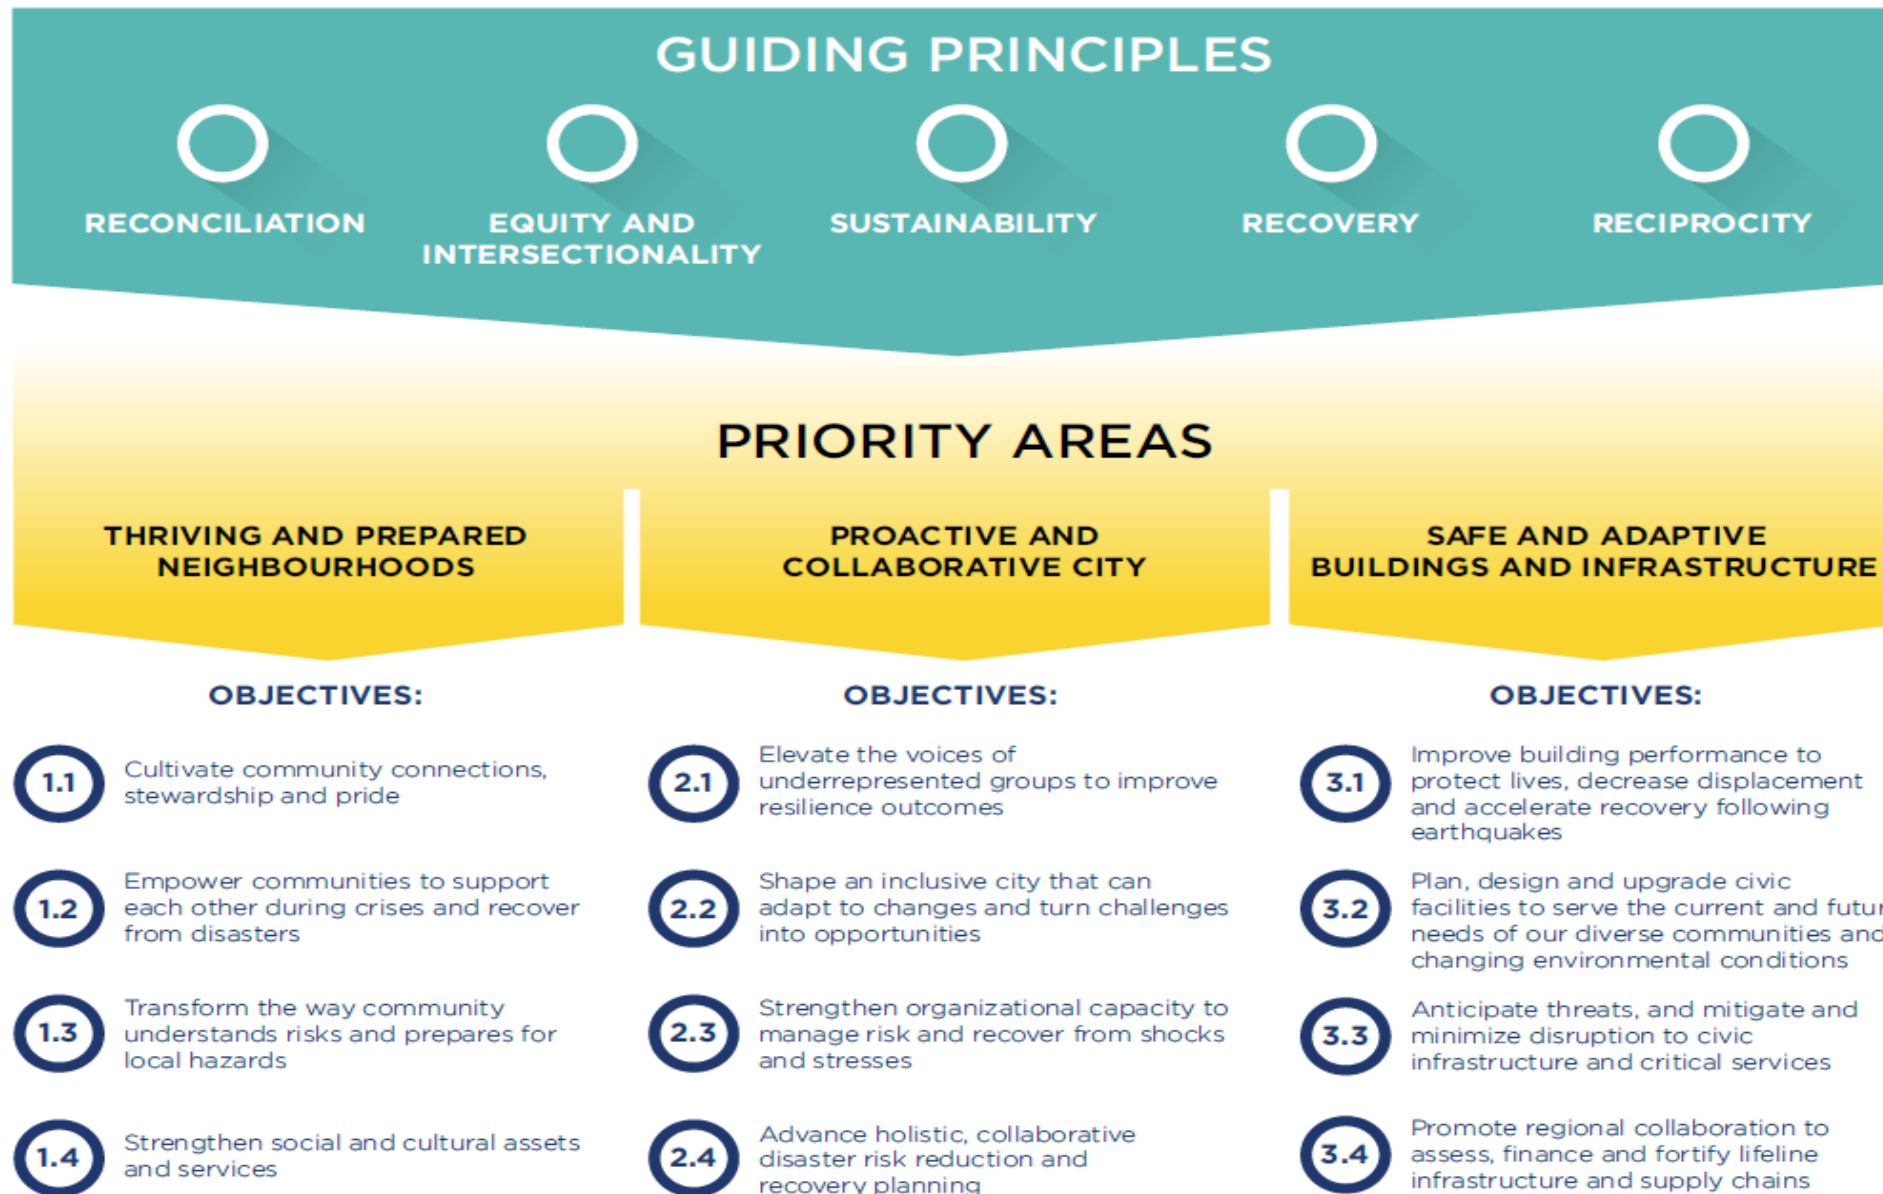 GUIDING PRINCIPLES
RECONCILIATION
EQUITY AND
INTERSECTIONALITY
SUSTAINABILITY
RECOVERY
RECIPROCITY
PRIORITY AREAS
THRIVING AND PREPARED
NEIGHBOURHOODS
PROACTIVE AND
COLLABORATIVE CITY
SAFE AND ADAPTIVE
BUILDINGS AND INFRASTRUCTURE
OBJECTIVES:
1.1
Cultivate community connections,
stewardship and pride
1.2
Empower communities to support
each other during crises and recover
from disasters
1.3
Transform the way community
understands risks and prepares for
local hazards
1.4
Strengthen social and cultural assets
and services
OBJECTIVES:
2.1
Elevate the voices of
underrepresented groups to improve
resilience outcomes
2.2
Shape an inclusive city that can
adapt to changes and turn challenges
into opportunities
2.3
Strengthen organizational capacity to
manage risk and recover from shocks
and stresses
2.4
Advance holistic, collaborative
disaster risk reduction and
recovery planning
OBJECTIVES:
3.1
Improve building performance to
protect lives, decrease displacement
and accelerate recovery following
earthquakes
3.2
Plan, design and upgrade civic
facilities to serve the current and futur
needs of our diverse communities and
changing environmental conditions
3.3
Anticipate threats, and mitigate and
minimize disruption to civic
infrastructure and critical services
3.4
Promote regional collaboration to
assess, finance and fortify lifeline
infrastructure and supply chains